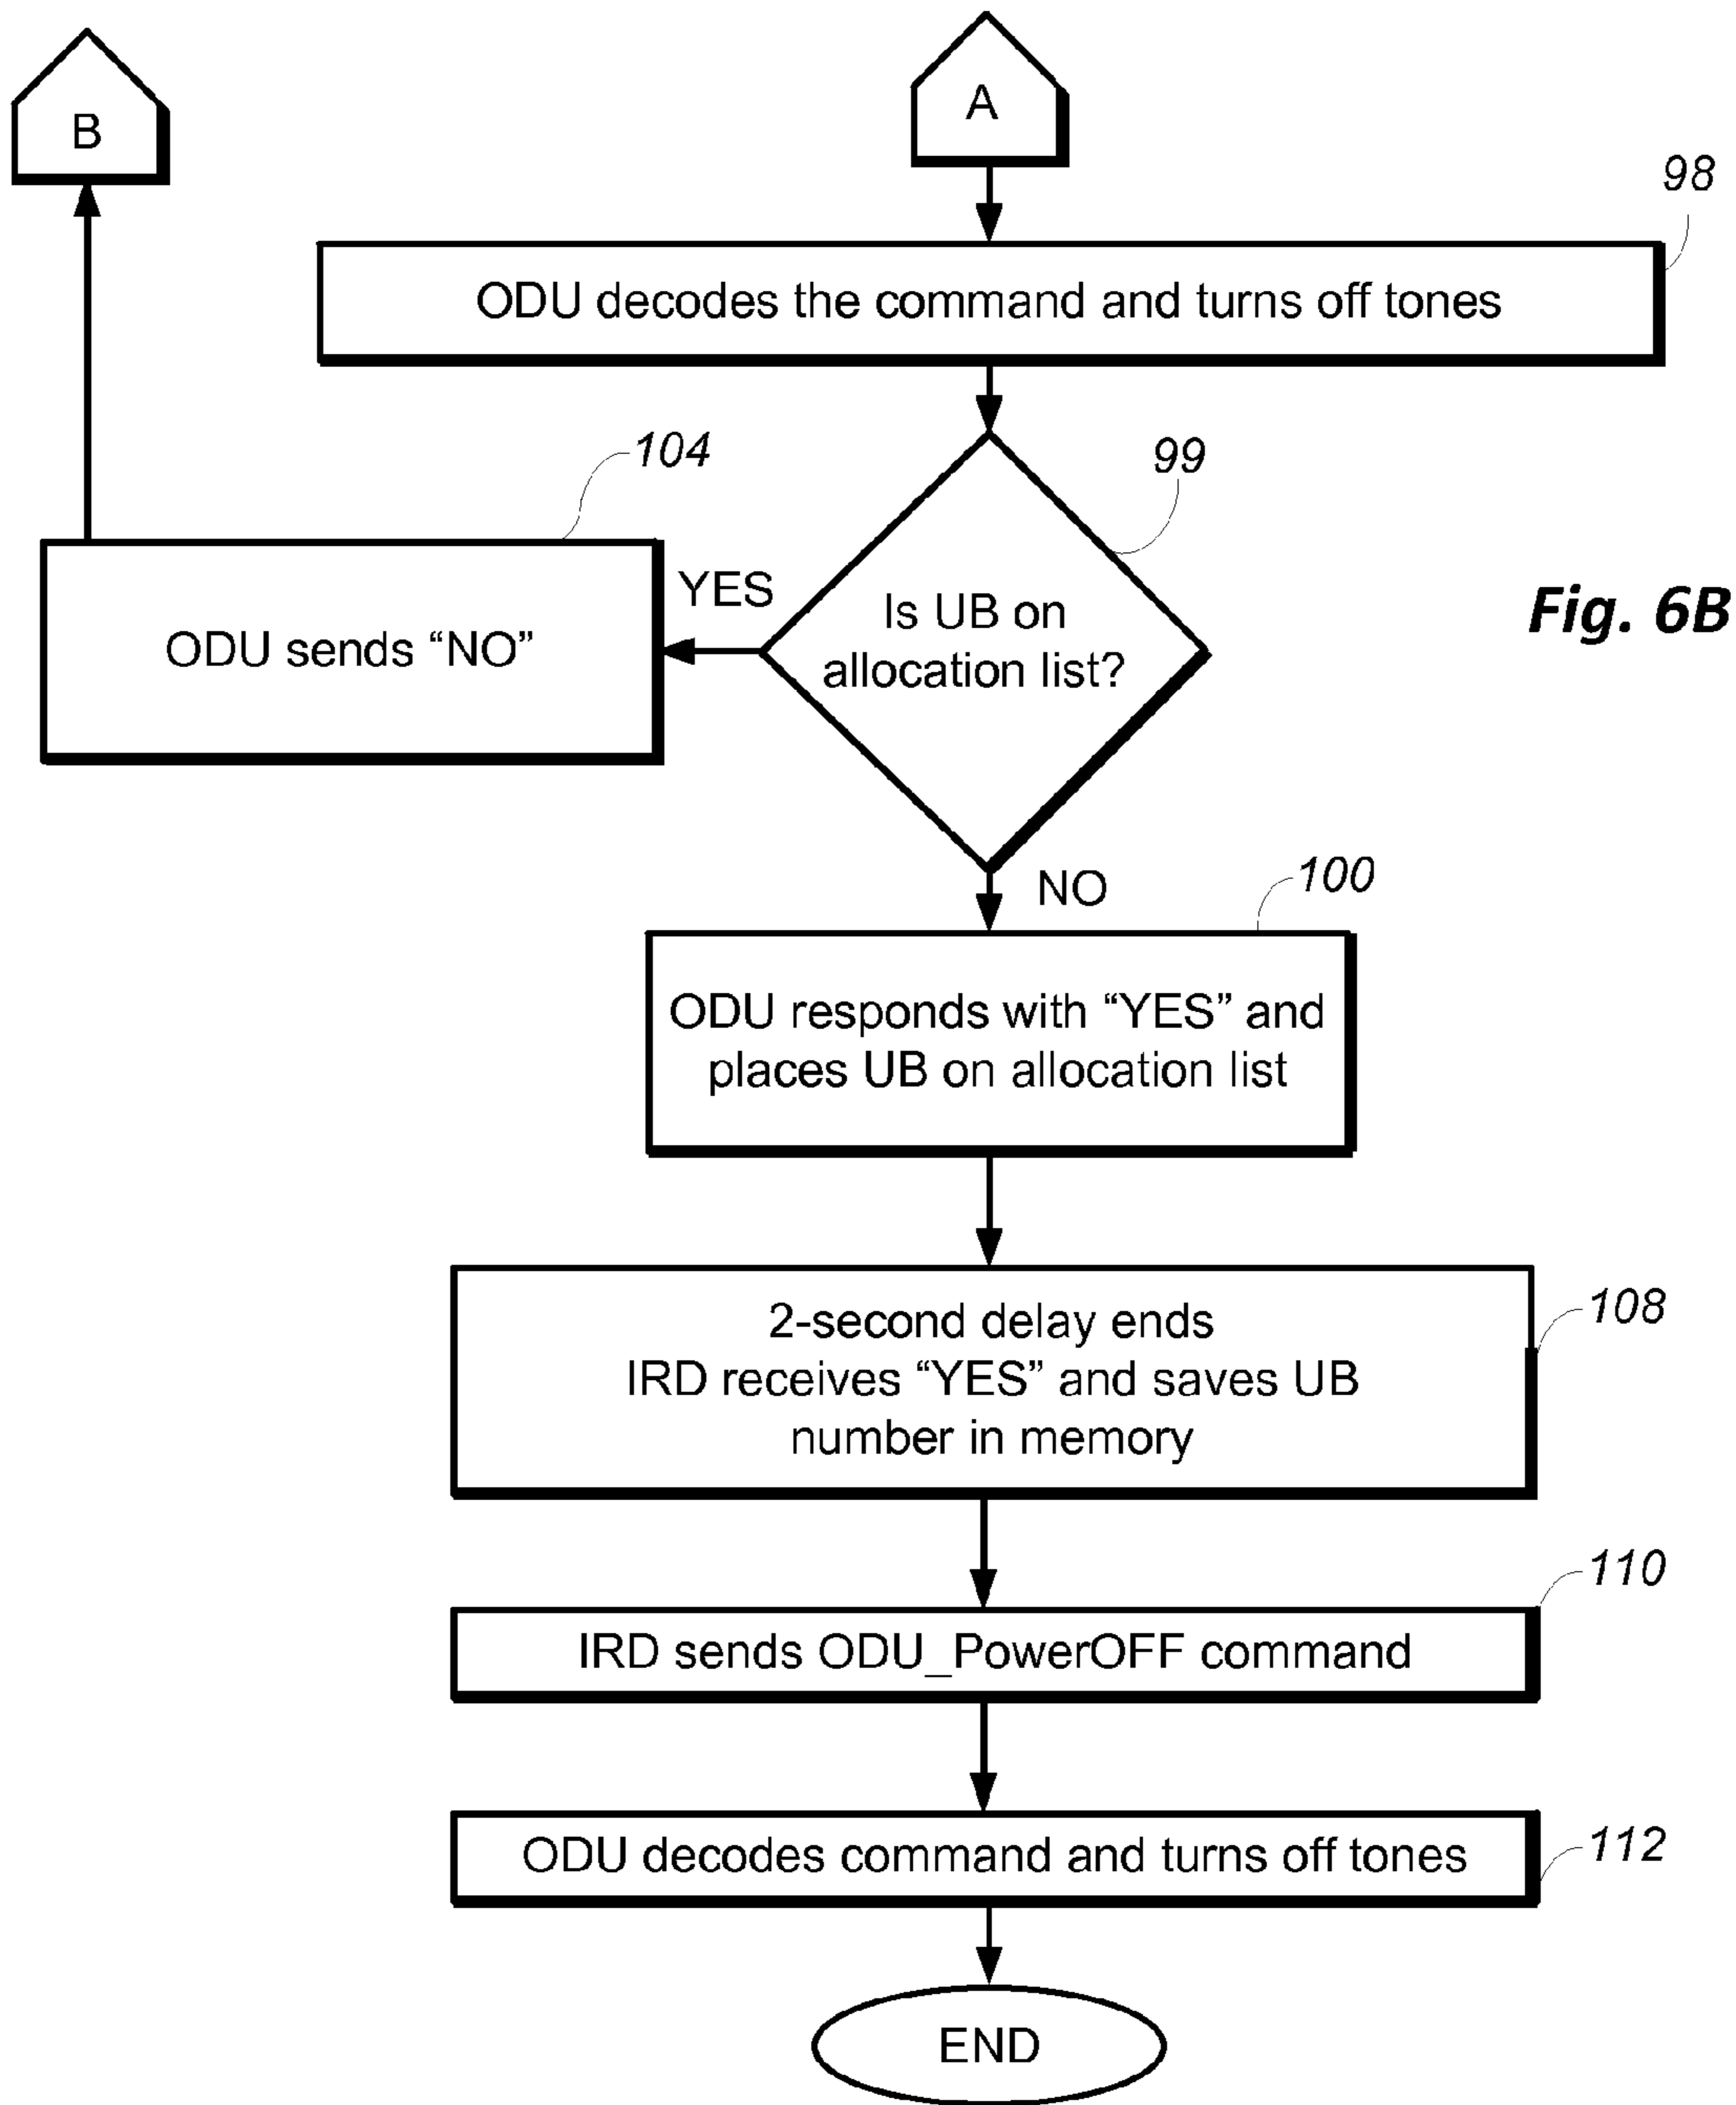 B
A
98
ODU decodes the command and turns off tones
104
99
YES
Is UB on
allocation list?
ODU sends “NO”
Fig. 6B
NO
100
ODU responds with “YES” and
places UB on allocation list
2-second delay ends
IRD receives “YES” and saves UB
number in memory
108
110
IRD sends ODU_PowerOFF command
ODU decodes command and turns off tones
112
END